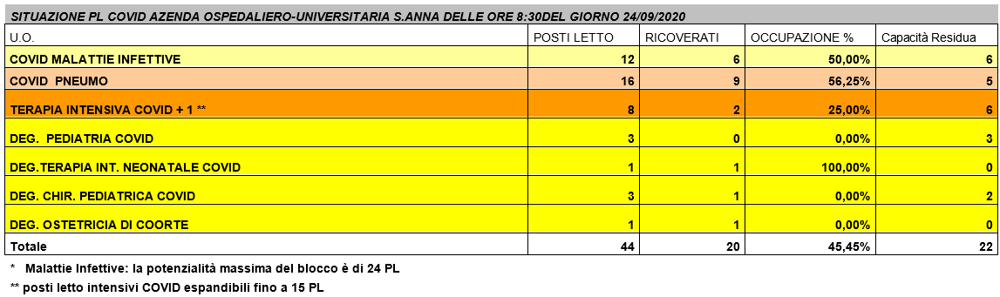 SITUAZIONE PL COVID AZENDA OSPEDALIERO-UNIVERSITARIA S.ANNA DELLE ORE 8:30DEL GIORNO 24/09/2020
U.O. POSTI LETTO RICOVERATI OCCUPAZIONE % Capacità Residua
COVID MALATTIE INFETTIVE 12 6 50,00% 6
COVID PNEUMO 16 9 56,25% 5
TERAPIA INTENSIVA COVID + 1 ** 8 2 25,00% 6
DEG. PEDIATRIA COVID 3 0 0,00% 3
DEG.TERAPIA INT. NEONATALE COVID 1 1 100,00% 0
DEG. CHIR. PEDIATRICA COVID 3 1 0,00% 2
DEG. OSTETRICIA DI COORTE 1 1 0,00% 0
Totale 44 20 45,45% 22
* Malattie Infettive: la potenzialità massima del blocco è di 24 PL
** posti letto intensivi COVID espandibili fino a 15 PL